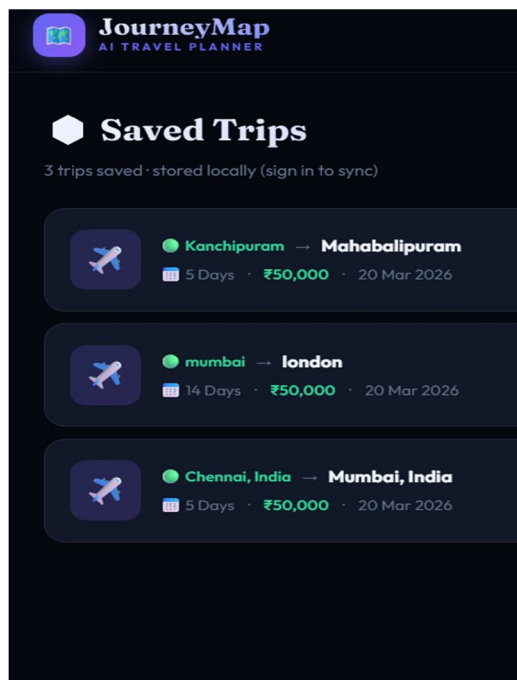 JourneyMap
AI TRAVEL PLANNER
Saved Trips
3 trips saved · stored locally (sign in to sync)
Kanchipuram → Mahabalipuram
5 Days · ₹50,000 · 20 Mar 2026
mumbai → london
14 Days · ₹50,000 · 20 Mar 2026
Chennai, India → Mumbai, India
5 Days · ₹50,000 · 20 Mar 2026